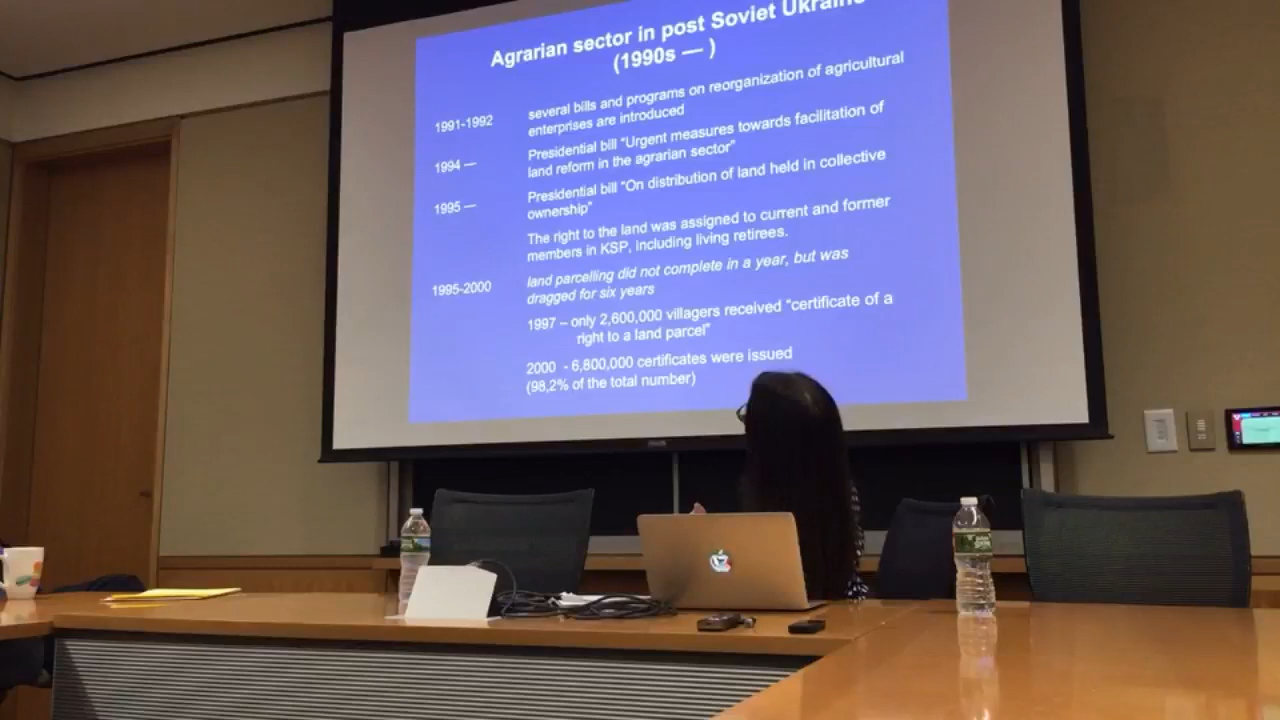 Agrarian sector in post Soviet Ukraine
(1990s — )
1991-1992 several bills and programs on reorganization of agricultural
enterprises are introduced
1994 — Presidential bill “Urgent measures towards facilitation of
land reform in the agrarian sector”
1995 — Presidential bill “On distribution of land held in collective
ownership”
The right to the land was assigned to current and former
members in KSP, including living retirees.
1995-2000 land parcelling did not complete in a year, but was
dragged for six years
1997 – only 2,600,000 villagers received “certificate of a
right to a land parcel”
2000 - 6,800,000 certificates were issued
(98,2% of the total number)